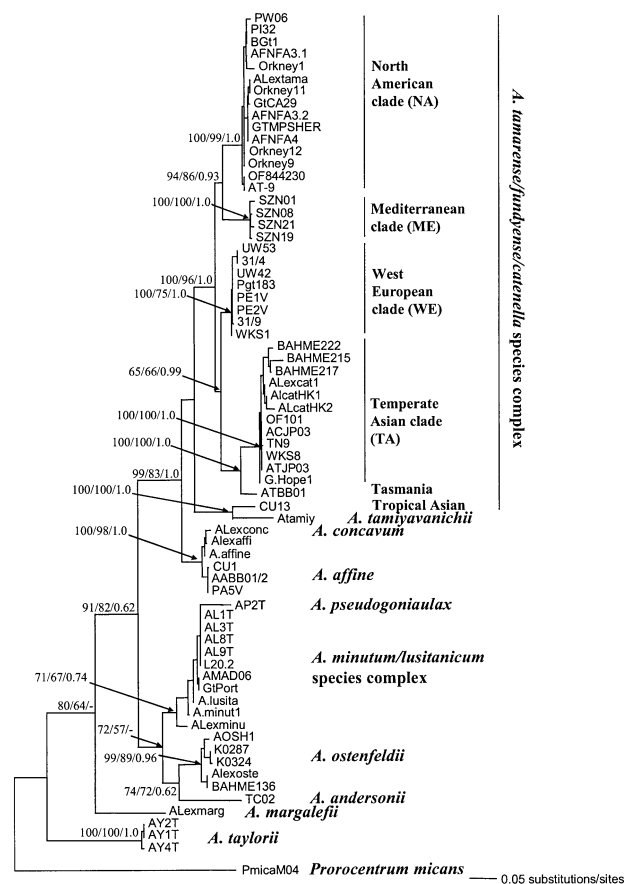 PW06
PI32
BGt1
AFNFA3.1
Orkney1
ALextama
Orkney11
GtCA29
AFNFA3.2
GTMPSHER
AFNFA4
Orkney12
Orkney9
OF844230
AT-9
North
American
clade (NA)
100/99/1.0
94/86/0.93
SZN01
SZN08
SZN21
SZN19
100/100/1.0
Mediterranean
clade (ME)
UW53
31/4
UW42
Pgt183
PE1V
PE2V
31/9
WKS1
100/96/1.0
100/75/1.0
West
European
clade (WE)
BAHME222
BAHME215
BAHME217
ALexcat1
AlcatHK1
ALcatHK2
OF101
ACJP03
TN9
WKS8
ATJP03
G.Hope1
ATBB01
65/66/0.99
100/100/1.0
100/100/1.0
Temperate
Asian clade
(TA)
Tasmania
A. tamarense/fundyense/catenella species complex
CU13
Tropical Asian
Atamiy
A. tamiyavanichii
99/83/1.0
100/100/1.0
ALexconc
A. concavum
Alexaffi
A.affine
CU1
AABB01/2
PA5V
100/98/1.0
A. affine
AP2T
A. pseudogoniaulax
91/82/0.62
AL1T
AL3T
AL8T
AL9T
L20.2
AMAD06
GtPort
A.lusita
A.minut1
ALexminu
A. minutum/lusitanicum
species complex
71/67/0.74
80/64/-
72/57/-
AOSH1
K0287
K0324
Alexoste
BAHME136
99/89/0.96
A. ostenfeldii
74/72/0.62
TC02
A. andersonii
ALexmarg
A. margalefii
AY2T
AY1T
AY4T
100/100/1.0
A. taylorii
PmicaM04
Prorocentrum micans
0.05 substitutions/sites